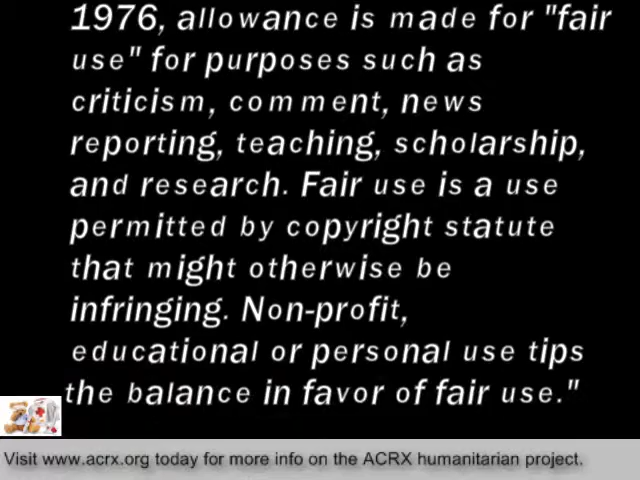 1976, allowance is made for "fair
use" for purposes such as
criticism, comment, news
reporting, teaching, scholarship,
and research. Fair use is a use
permitted by copyright statute
that might otherwise be
infringing. Non-profit,
educational or personal use tips
the balance in favor of fair use."
Visit www.acrx.org today for more info on the ACRX humanitarian project.